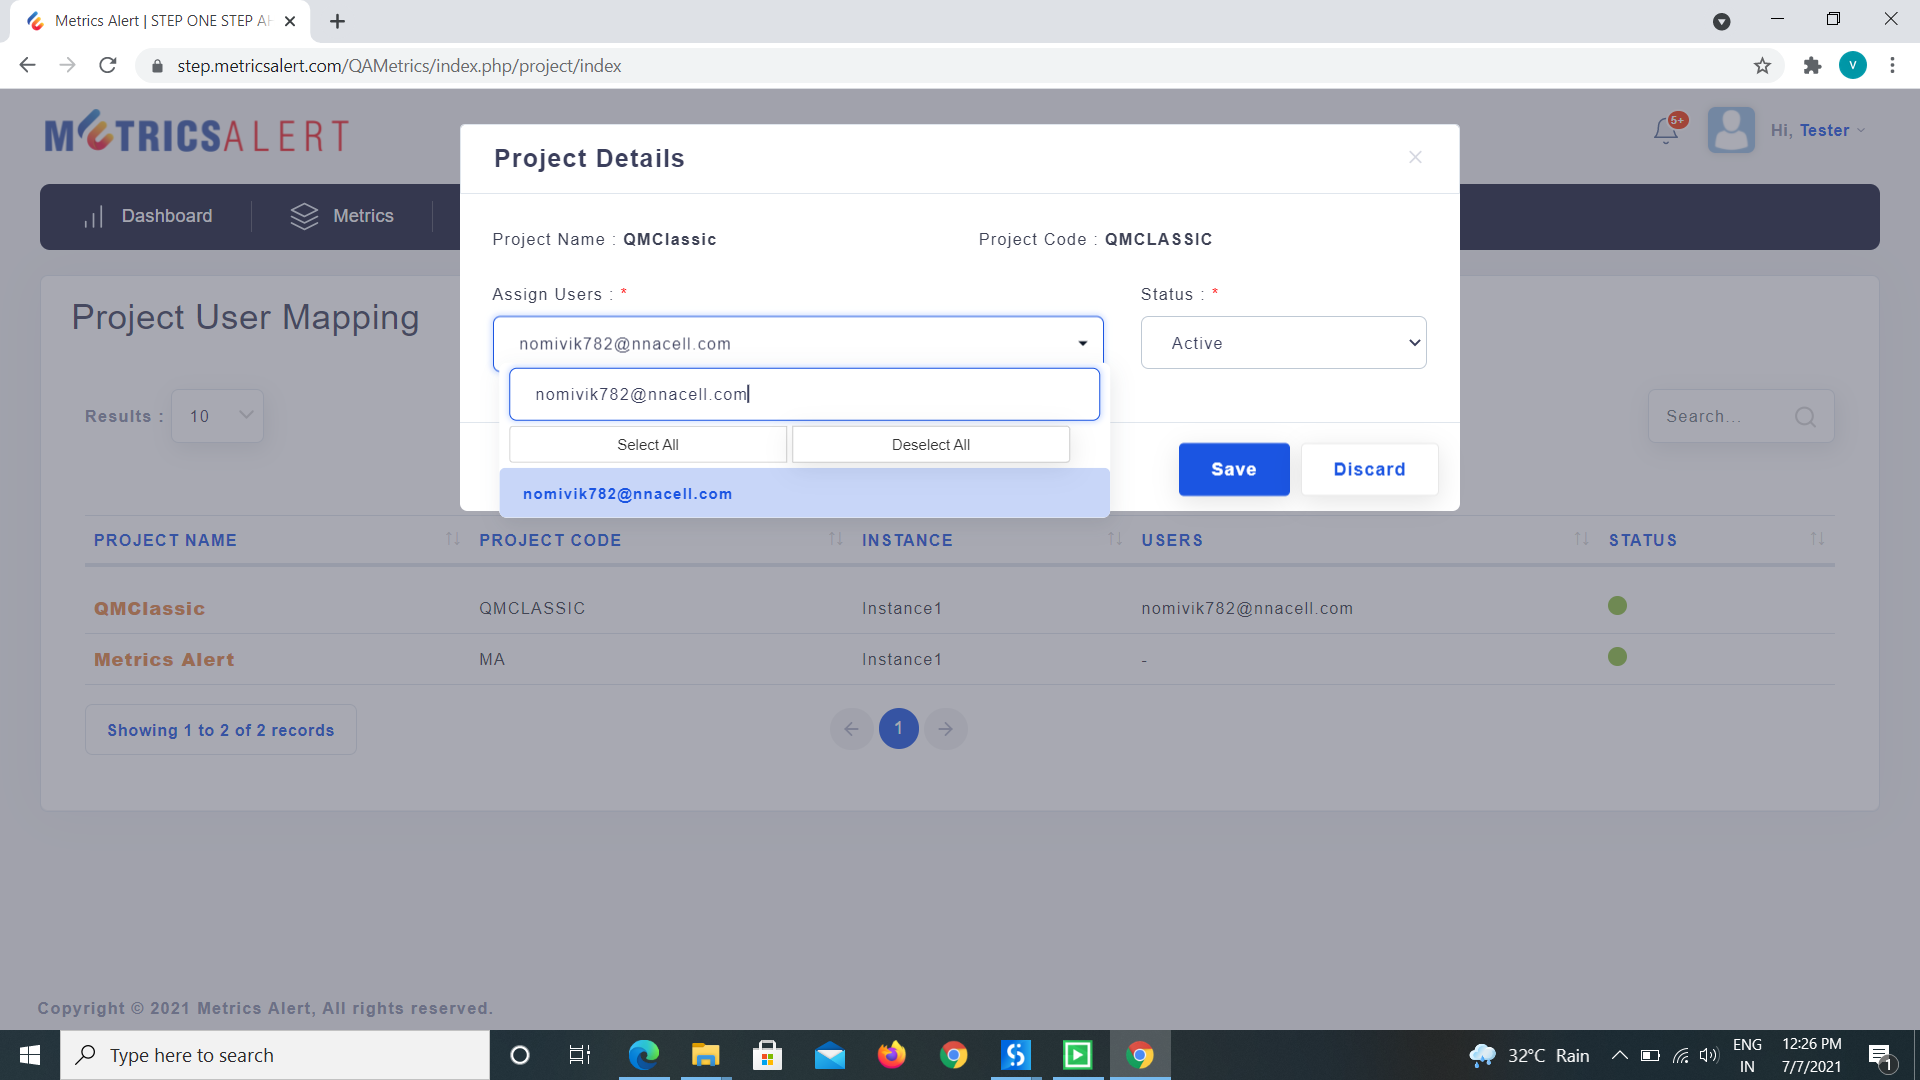 Metrics Alert | STEP ONE STEP AH
step.metricsalert.com/QAMetrics/index.php/project/index
V
METRICSALERT
5+
Hi, Tester
Dashboard
Metrics
Project Details
Project Name : QMClassic
Project Code : QMCLASSIC
Assign Users : *
Status : *
nomivik782@nnacell.com
Active
nomivik782@nnacell.com
Select All
Deselect All
nomivik782@nnacell.com
Save
Discard
Project User Mapping
Results : 10
Search...
PROJECT NAME PROJECT CODE INSTANCE USERS STATUS
QMClassic QMCLASSIC Instance1 nomivik782@nnacell.com
Metrics Alert MA Instance1 -
Showing 1 to 2 of 2 records
1
Copyright © 2021 Metrics Alert, All rights reserved.
Type here to search
32°C Rain
ENG
IN
12:26 PM
7/7/2021
1